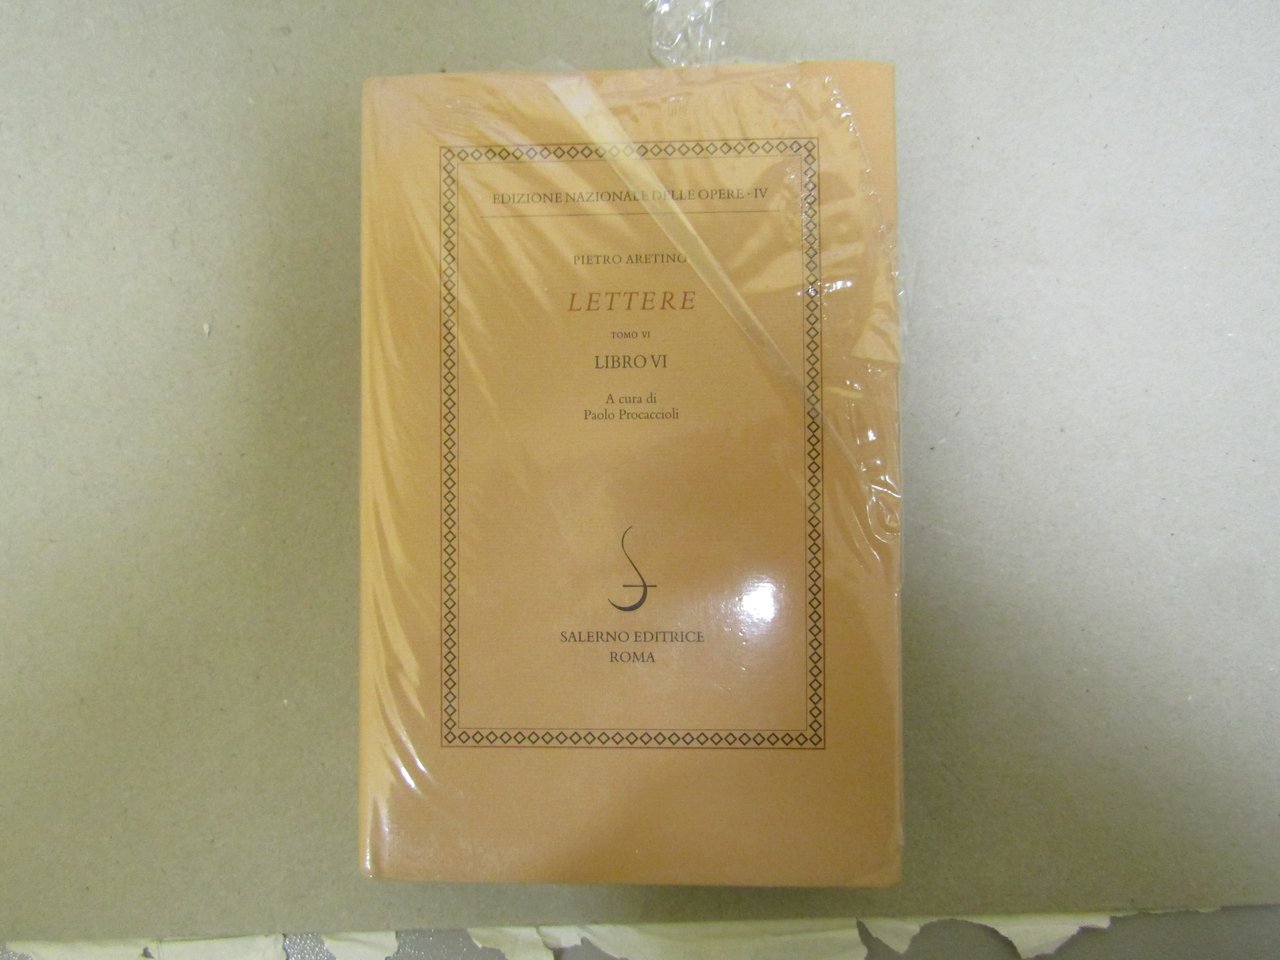 EDIZIONE NAZIONALE DELLE OPERE · IV
PIETRO ARETINO
LETTERE
TOMO VI
LIBRO VI
A cura di
Paolo Procaccioli
SALERNO EDITRICE
ROMA